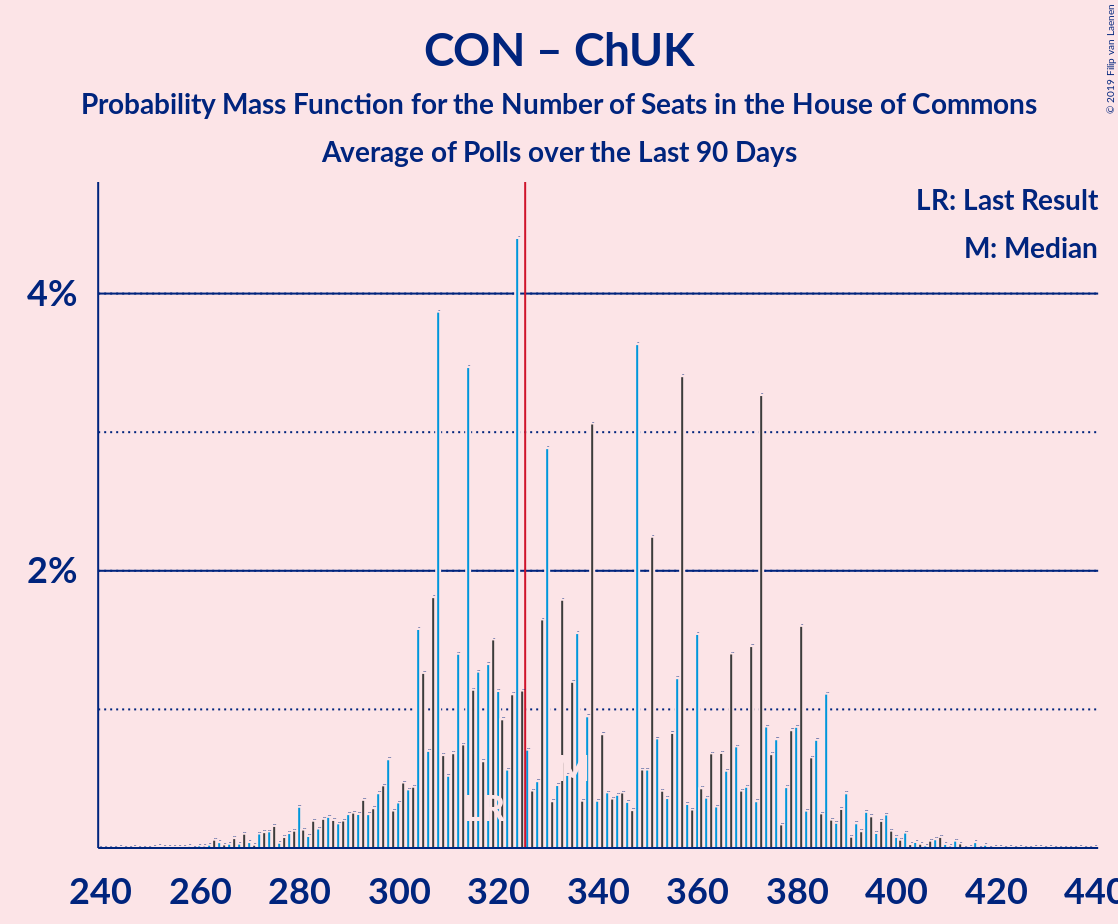 CON – ChUK
Probability Mass Function for the Number of Seats in the House of Commons
Average of Polls over the Last 90 Days
© 2019 Filip van Laenen
LR: Last Result
M: Median
4%
2%
LR
M
240 260 280 300 320 340 360 380 400 420 440